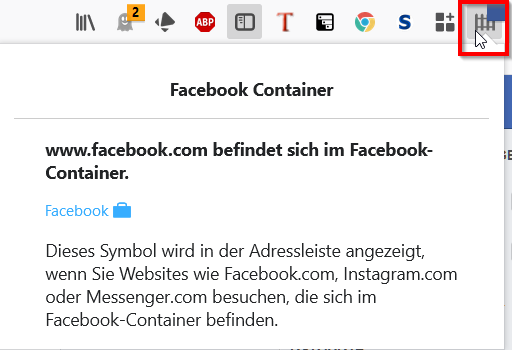 2
ABP
T
S
Facebook Container
www.facebook.com befindet sich im Facebook-
Container.
Facebook
Dieses Symbol wird in der Adressleiste angezeigt,
wenn Sie Websites wie Facebook.com, Instagram.com
oder Messenger.com besuchen, die sich im
Facebook-Container befinden.